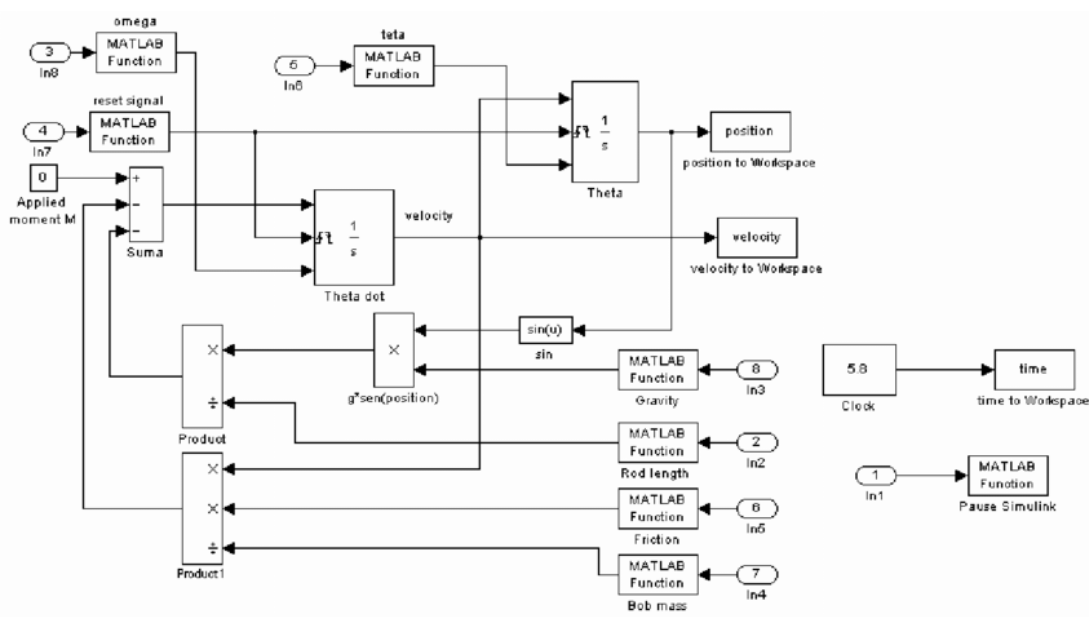 omega
3
MATLAB
Function
In8
teta
5
MATLAB
Function
In6
reset signal
4
MATLAB
Function
In7
0
Applied
moment M
+
−
−
Suma
1
s
Theta
position
position to Workspace
1
s
Theta dot
velocity
velocity
velocity to Workspace
×
÷
Product
×
g*sen(position)
sin(u)
sin
MATLAB
Function
Gravity
8
In3
MATLAB
Function
Rod length
2
In2
×
×
÷
Product1
MATLAB
Function
Friction
6
In5
MATLAB
Function
Bob mass
7
In4
5.8
Clock
time
time to Workspace
1
In1
MATLAB
Function
Pause Simulink